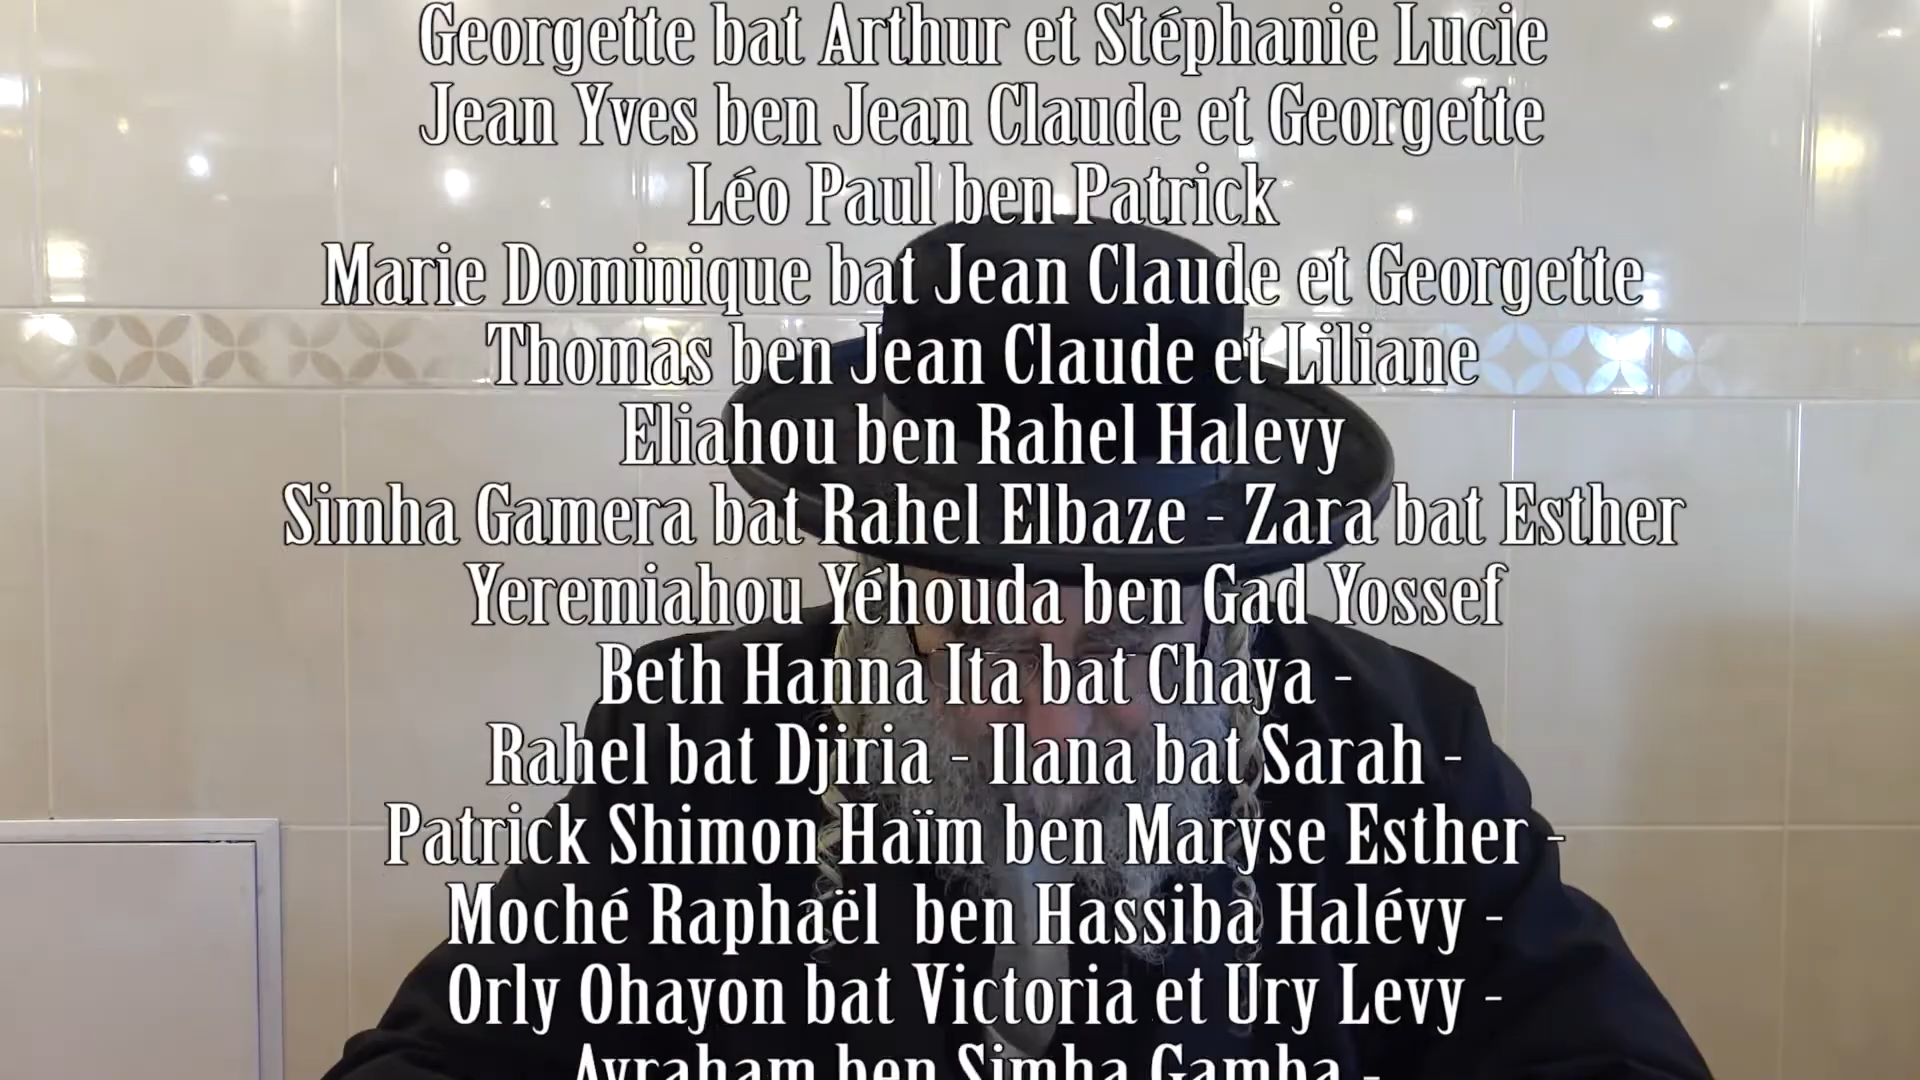 Georgette bat Arthur et Stéphanie Lucie
Jean Yves ben Jean Claude et Georgette
Léo Paul ben Patrick
Marie Dominique bat Jean Claude et Georgette
Thomas ben Jean Claude et Liliane
Eliahou ben Rahel Halevy
Simha Gamera bat Rahel Elbaze - Zara bat Esther
Yeremiahou Yéhouda ben Gad Yossef
Beth Hanna Ita bat Chaya -
Rahel bat Djiria - Ilana bat Sarah -
Patrick Shimon Haïm ben Maryse Esther -
Moché Raphaël  ben Hassiba Halévy -
Orly Ohayon bat Victoria et Ury Levy -
Avraham ben Simha Gamba -